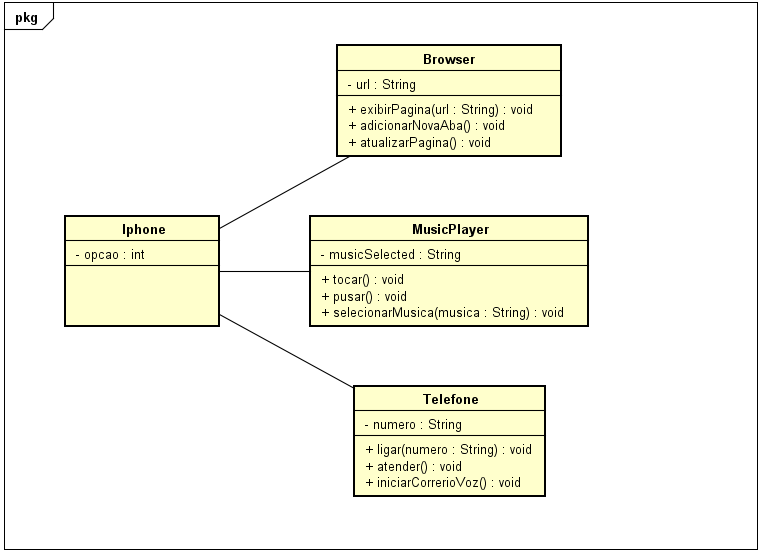 pkg
Browser
- url : String
+ exibirPagina(url : String) : void
+ adicionarNovaAba() : void
+ atualizarPagina() : void
Iphone
- opcao : int
MusicPlayer
- musicSelected : String
+ tocar() : void
+ pusar() : void
+ selecionarMusica(musica : String) : void
Telefone
- numero : String
+ ligar(numero : String) : void
+ atender() : void
+ iniciarCorrerioVoz() : void